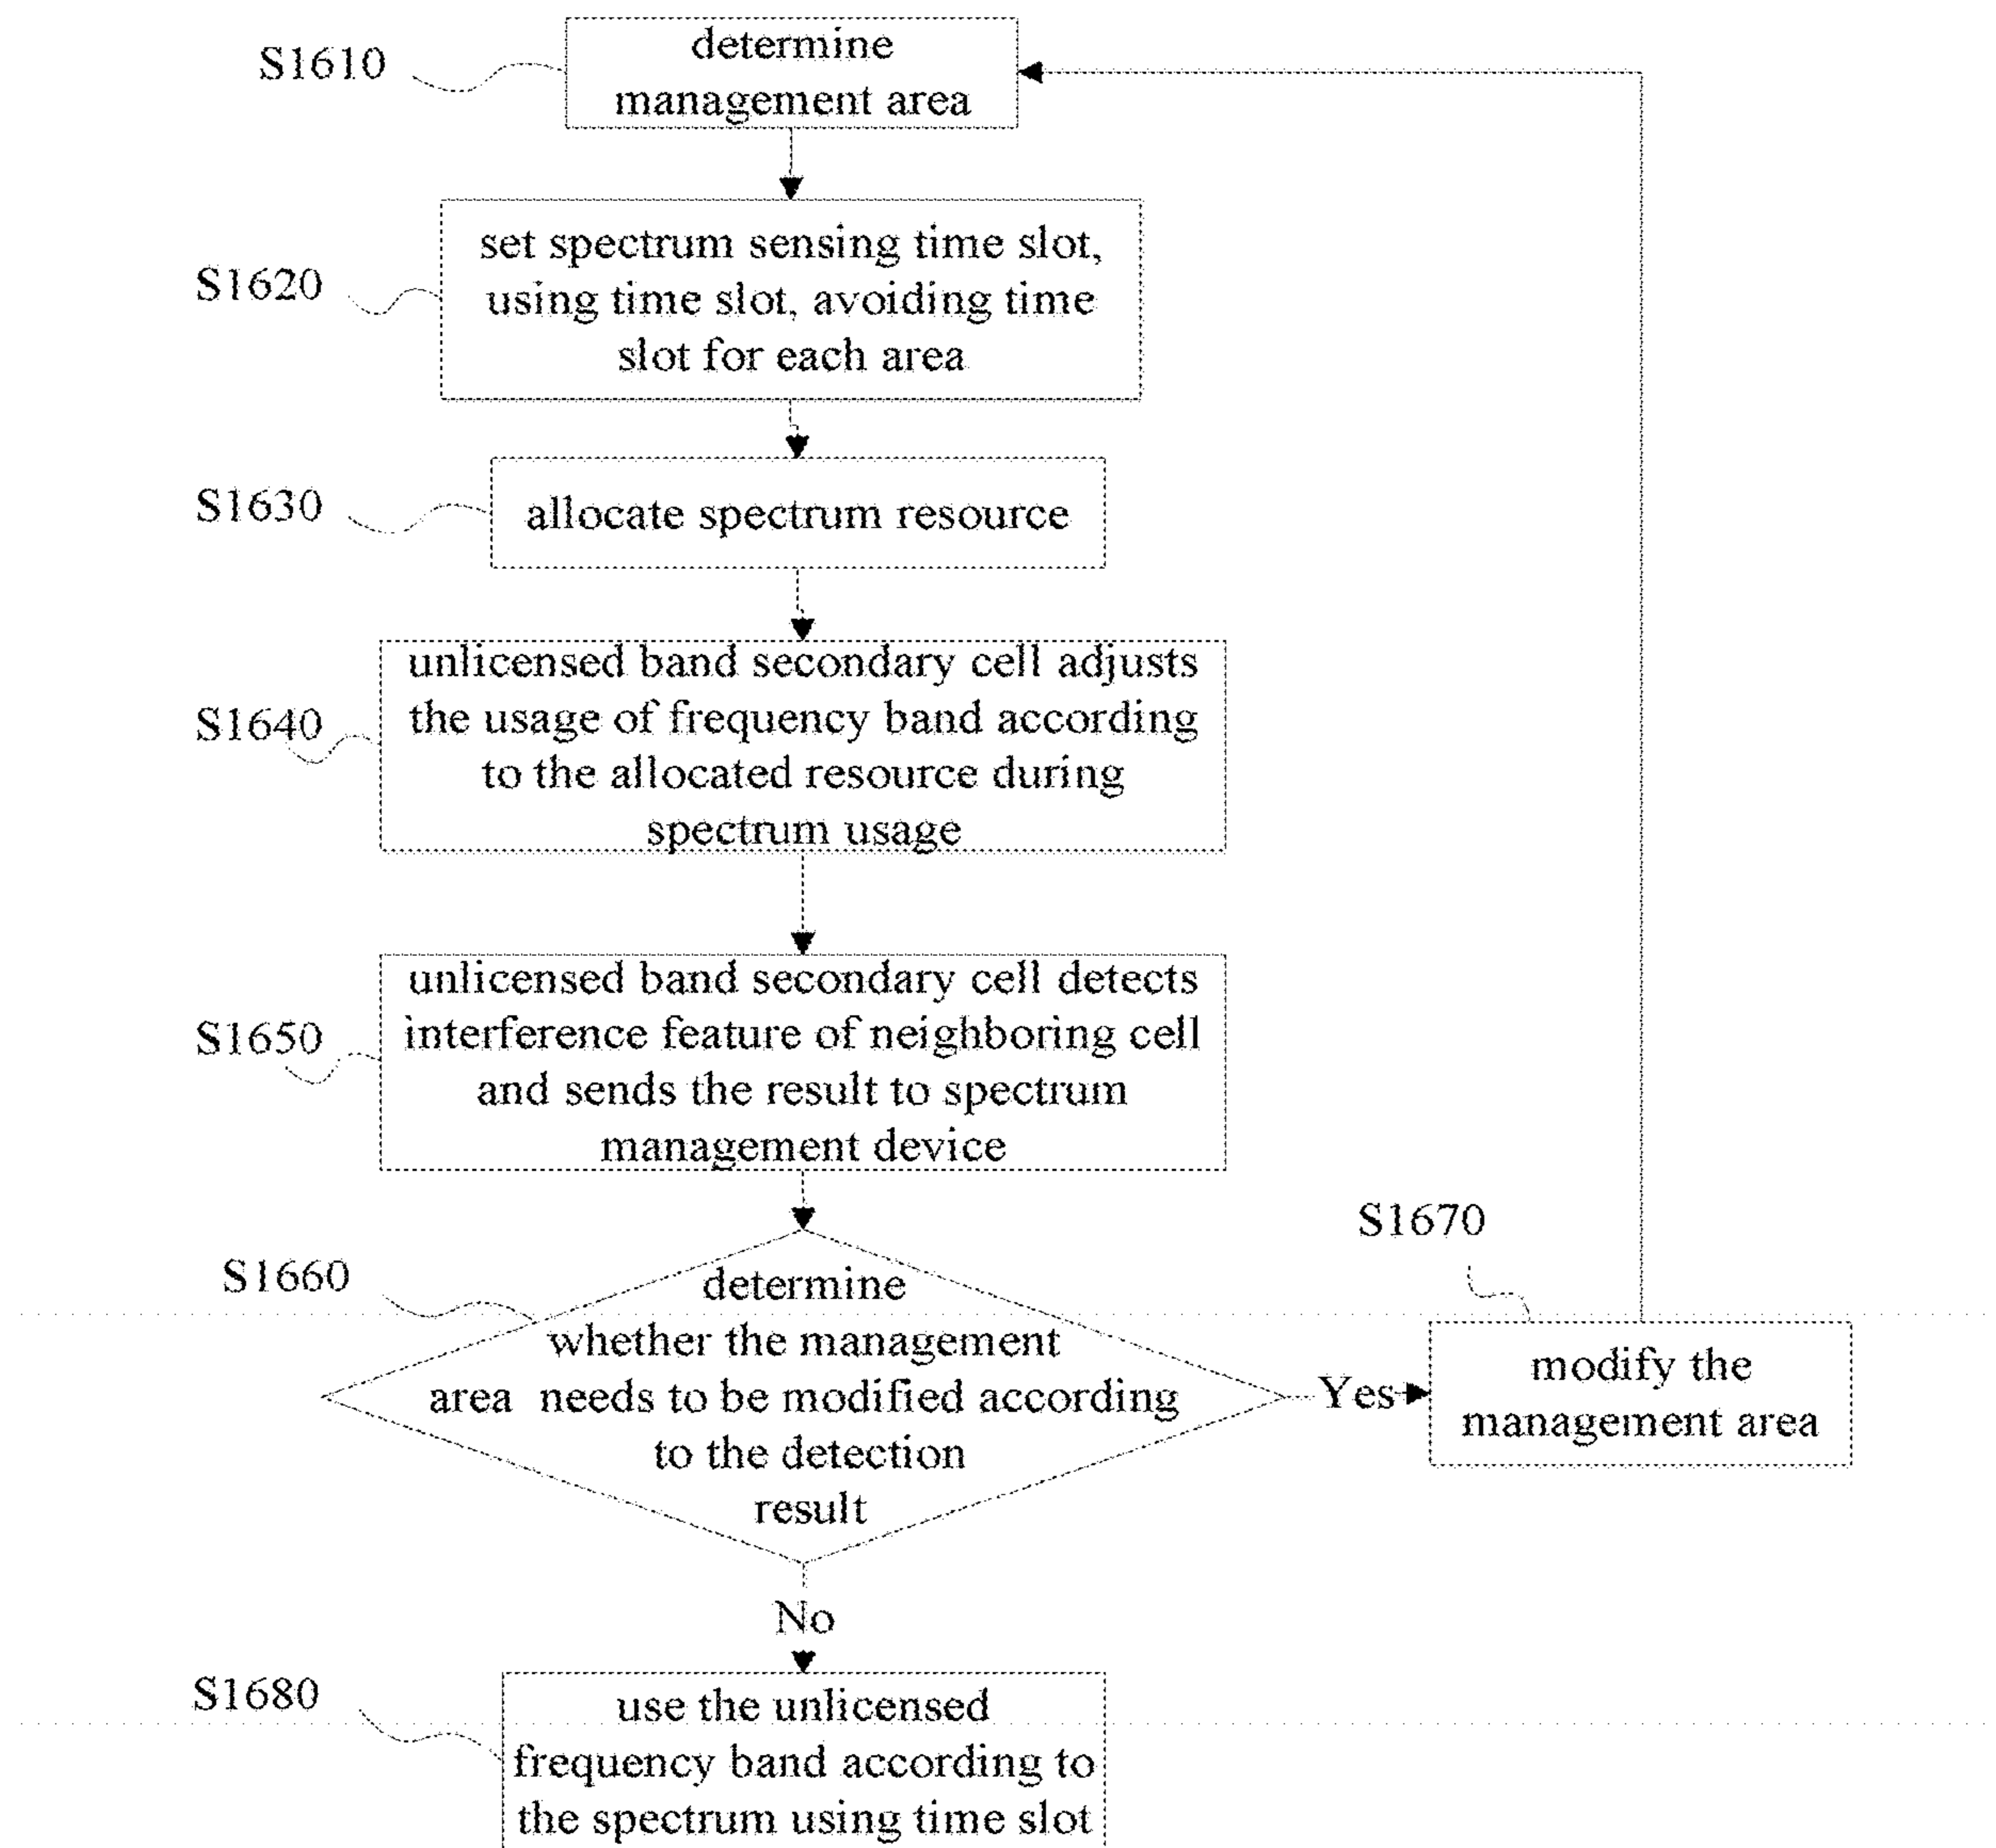 S1610
determine
management area
S1620
set spectrum sensing time slot,
using time slot, avoiding time
slot for each area
S1630
allocate spectrum resource
S1640
unlicensed band secondary cell adjusts
the usage of frequency band according
to the allocated resource during
spectrum usage
S1650
unlicensed band secondary cell detects
interference feature of neighboring cell
and sends the result to spectrum
management device
S1660
determine
whether the management
area needs to be modified according
to the detection
result
Yes
S1670
modify the
management area
No
S1680
use the unlicensed
frequency band according to
the spectrum using time slot